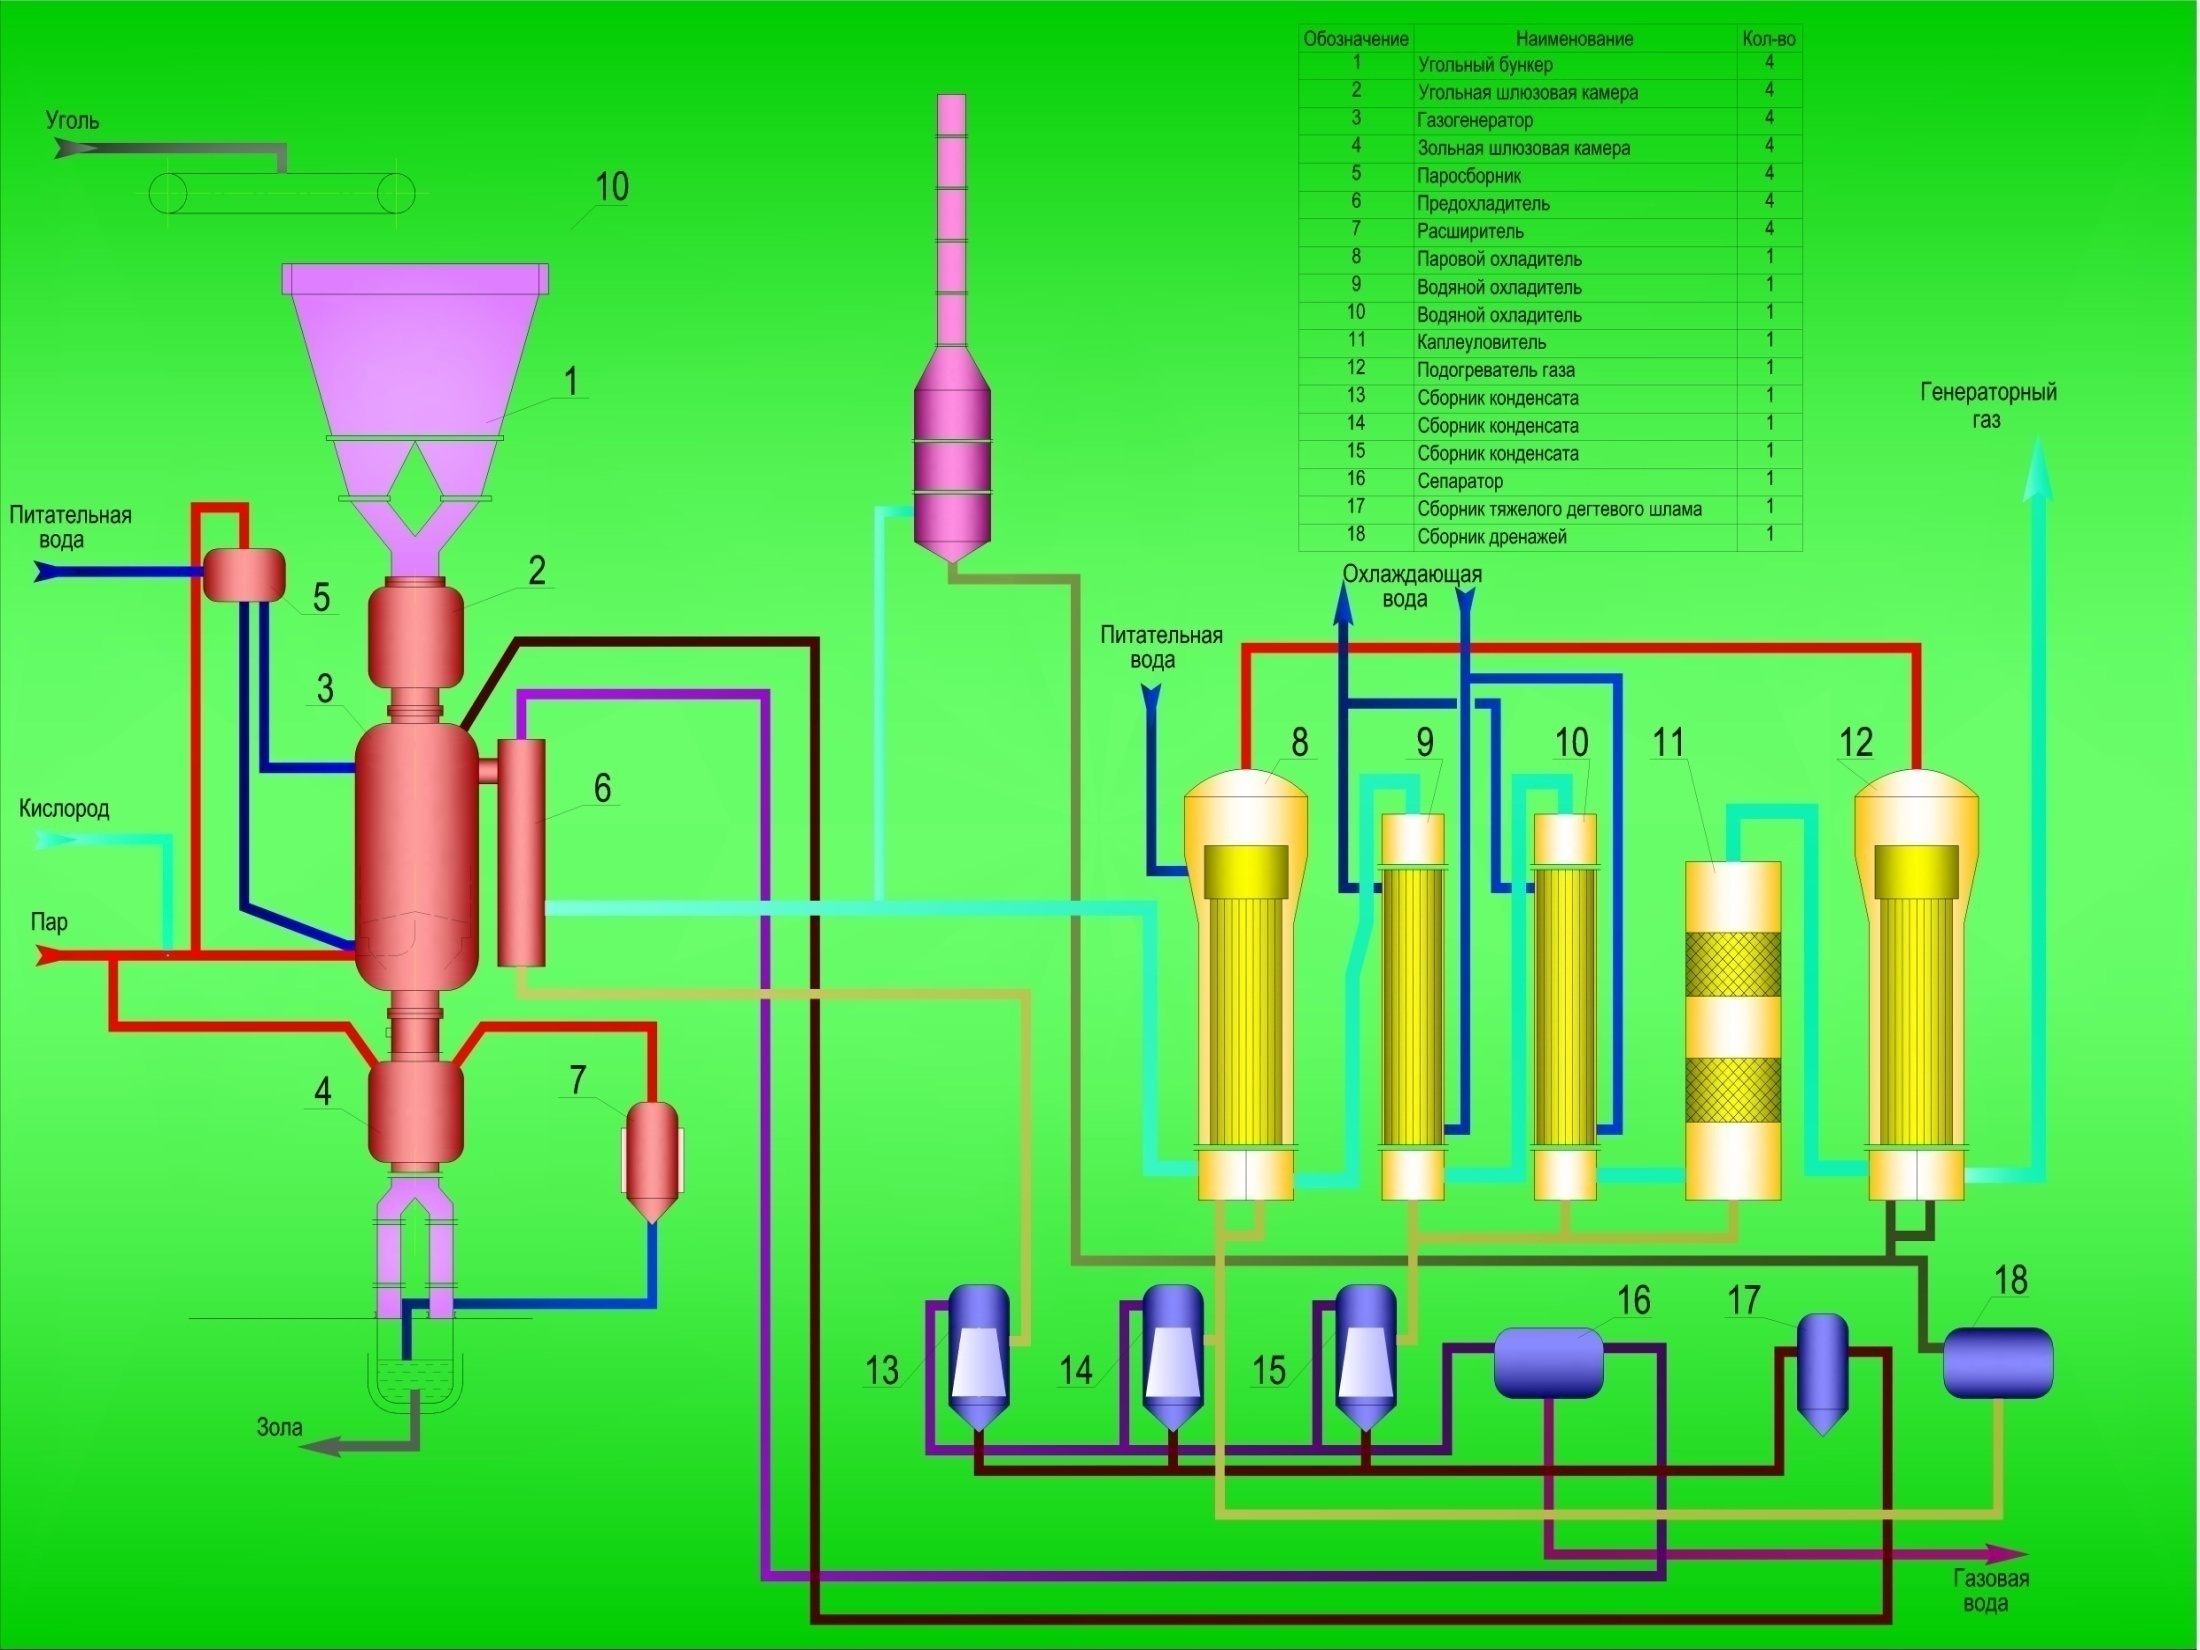 Обозначение Наименование Кол-во
1 Угольный бункер 4
2 Угольная шлюзовая камера 4
3 Газогенератор 4
4 Зольная шлюзовая камера 4
5 Паросборник 4
6 Предохладитель 4
7 Расширитель 4
8 Паровой охладитель 1
9 Водяной охладитель 1
10 Водяной охладитель 1
11 Каплеуловитель 1
12 Подогреватель газа 1
13 Сборник конденсата 1
14 Сборник конденсата 1
15 Сборник конденсата 1
16 Сепаратор 1
17 Сборник тяжелого дегтевого шлама 1
18 Сборник дренажей 1
Уголь
10
1
Генераторный
газ
Питательная
вода
5
2
Охлаждающая
вода
Питательная
вода
3
6
8
9
10
11
12
Кислород
Пар
4
7
13
14
15
16
17
18
Зола
Газовая
вода